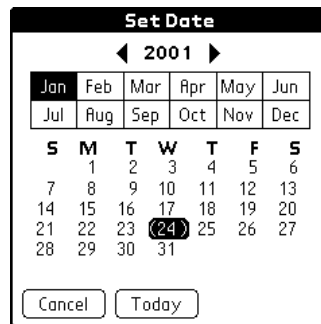 Set Date
2001
Jan Feb Mar Apr May Jun
Jul Aug Sep Oct Nov Dec
S M T W T F S
1 2 3 4 5 6
7 8 9 10 11 12 13
14 15 16 17 18 19 20
21 22 23 (24) 25 26 27
28 29 30 31
Cancel Today